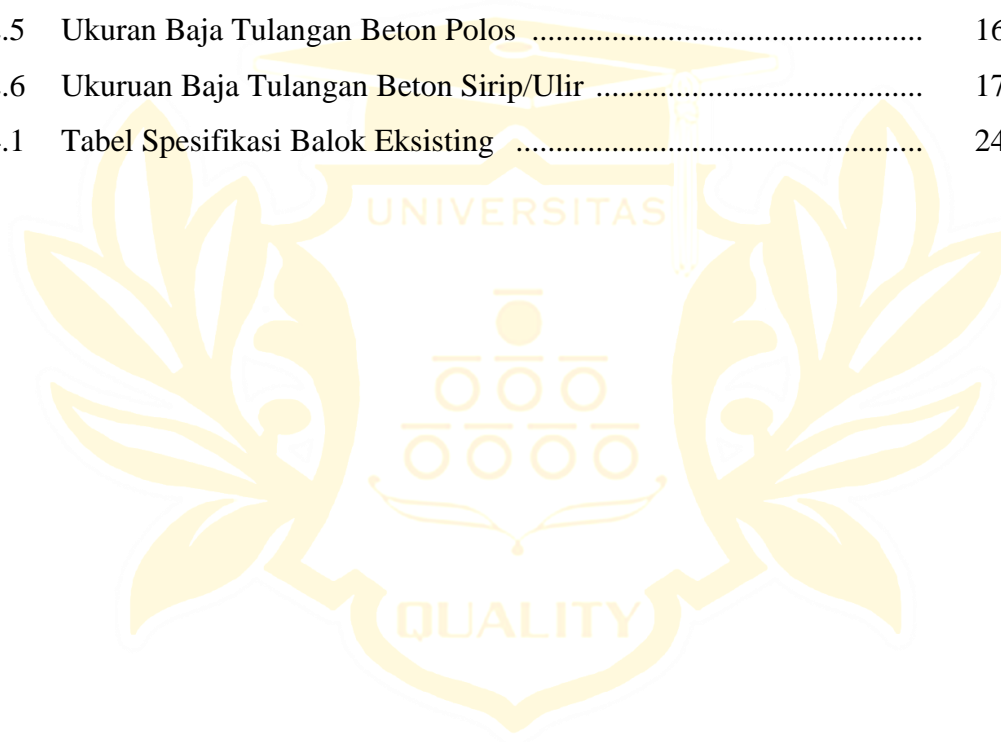 .5 Ukuran Baja Tulangan Beton Polos ............................................. 16
.6 Ukuruan Baja Tulangan Beton Sirip/Ulir ...................................... 17
.1 Tabel Spesifikasi Balok Eksisting ............................................... 24
UNIVERSITAS
QUALITY